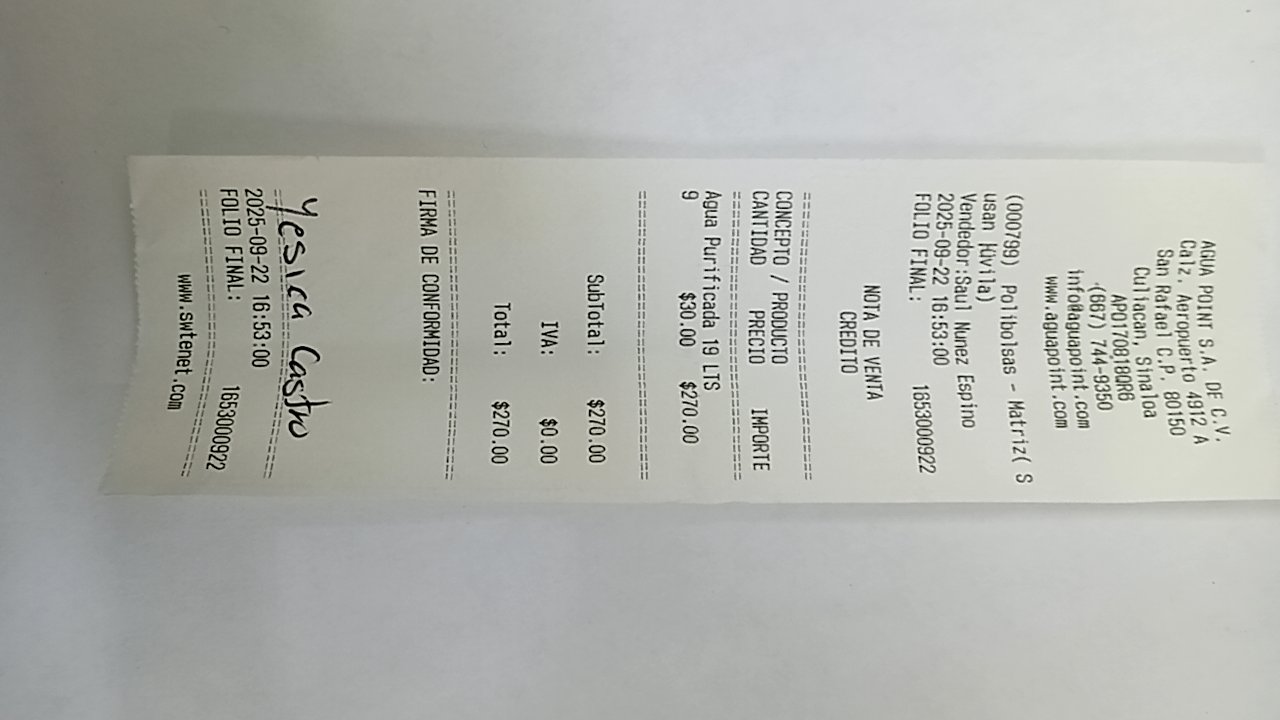 AGUA POINT S.A. DE C.V.
Calz. Aeropuerto 4912 A
San Rafael C.P. 80150
Culiacan, Sinaloa
APO170818QR6
(667) 744-9350
info@aguapoint.com
www.aguapoint.com
(000799) Polibolsas - Matriz( S
usan Júvila)
Vendedor:Saul Nunez Espino
2025-09-22 16:53:00
FOLIO FINAL: 1653000922
NOTA DE VENTA
CREDITO
CONCEPTO / PRODUCTO
CANTIDAD PRECIO IMPORTE
Agua Purificada 19 LTS
9 $30.00 $270.00
SubTotal: $270.00
IVA: $0.00
Total: $270.00
FIRMA DE CONFORMIDAD:
Yesica Castro
2025-09-22 16:53:00
FOLIO FINAL: 1653000922
www.swtenet.com